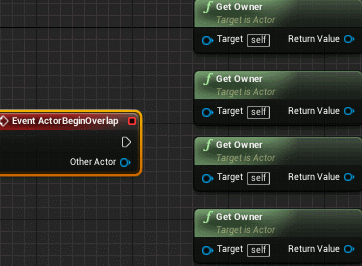 Get Owner
Target is Actor
Target self Return Value
Get Owner
Target is Actor
Target self Return Value
Event ActorBeginOverlap
Other Actor
Get Owner
Target is Actor
Target self Return Value
Get Owner
Target is Actor
Target self Return Value